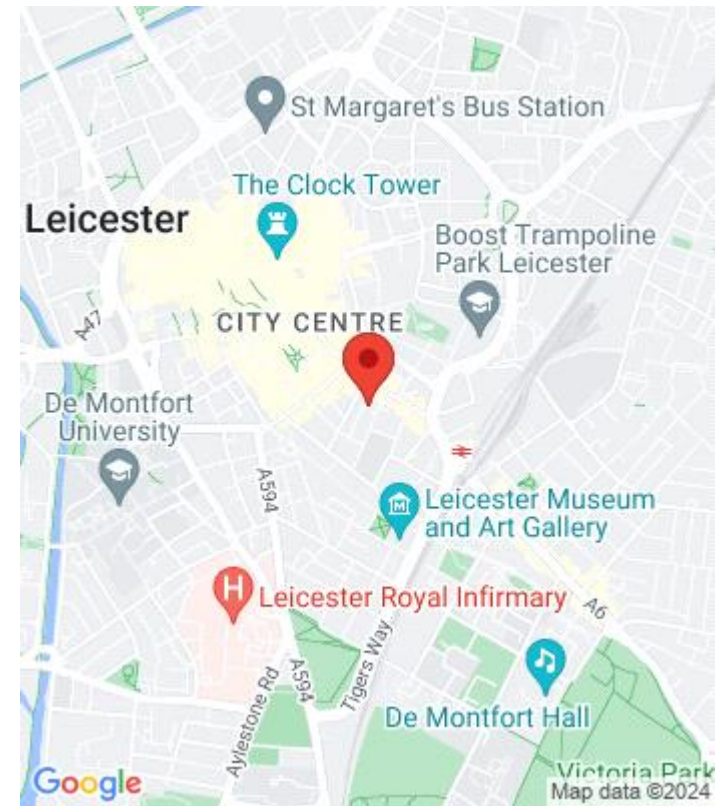 St Margaret's Bus Station
The Clock Tower
Leicester
Boost Trampoline
Park Leicester
CITY CENTRE
A47
De Montfort
University
A594
Leicester Museum
and Art Gallery
H
Leicester Royal Infirmary
A6
Tigers Way
A594
Aylestone Rd
De Montfort Hall
Victoria Park
Google
Map data ©2024